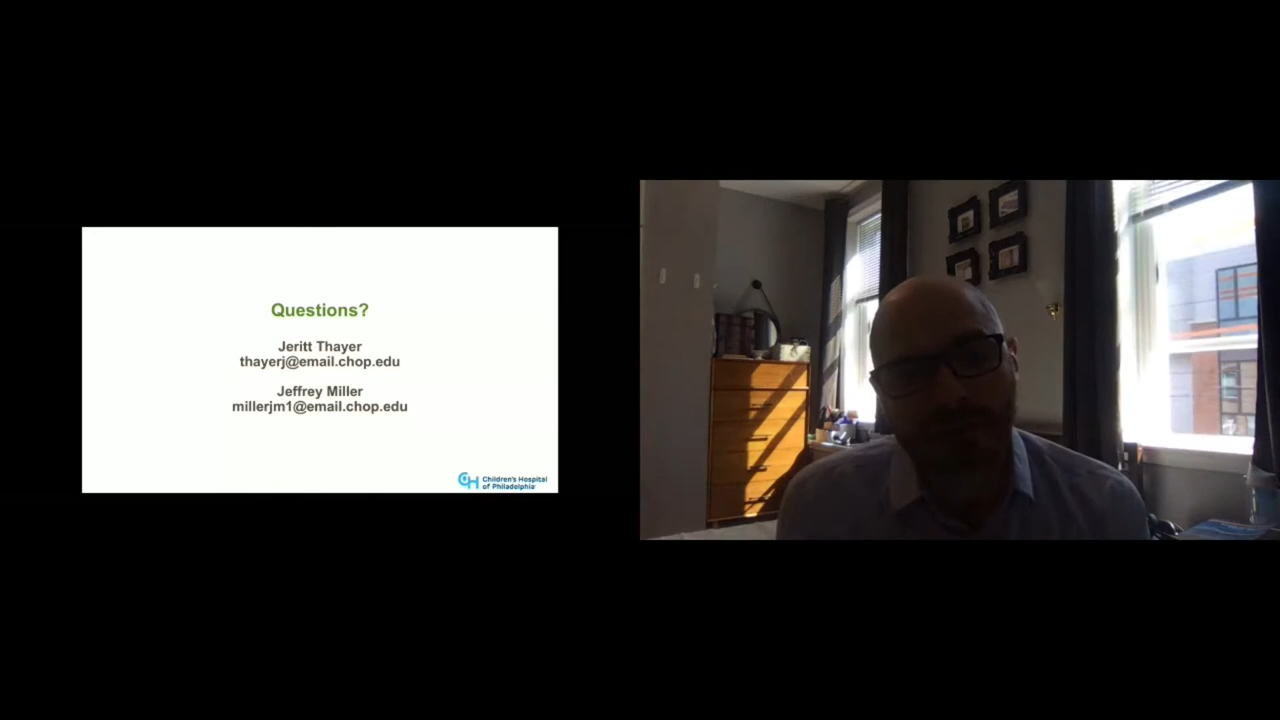 Questions?
Jeritt Thayer
thayerj@email.chop.edu
Jeffrey Miller
millerjm1@email.chop.edu
Children's Hospital
of Philadelphia